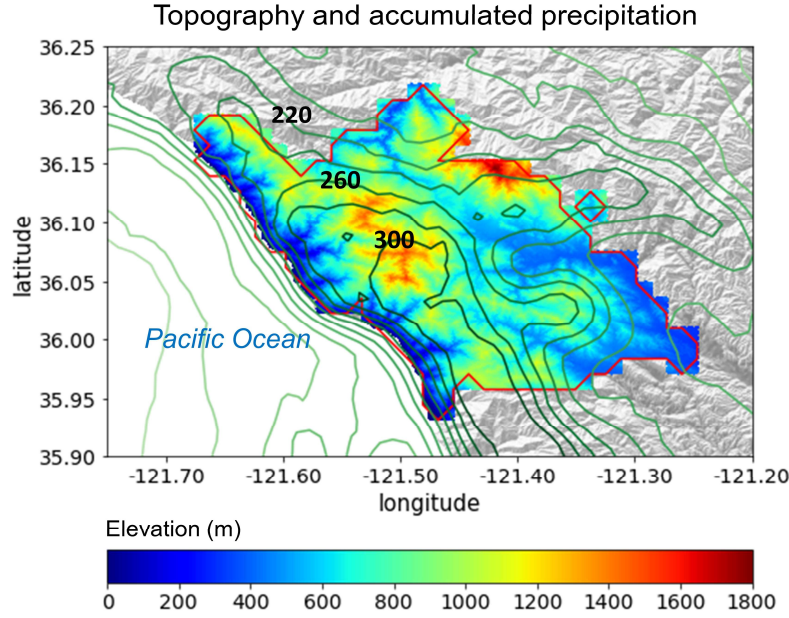 Topography and accumulated precipitation
36.25
36.20
36.15
36.10
36.05
36.00
35.95
35.90
latitude
220
260
300
Pacific Ocean
-121.70 -121.60 -121.50 -121.40 -121.30 -121.20
longitude
Elevation (m)
0 200 400 600 800 1000 1200 1400 1600 1800